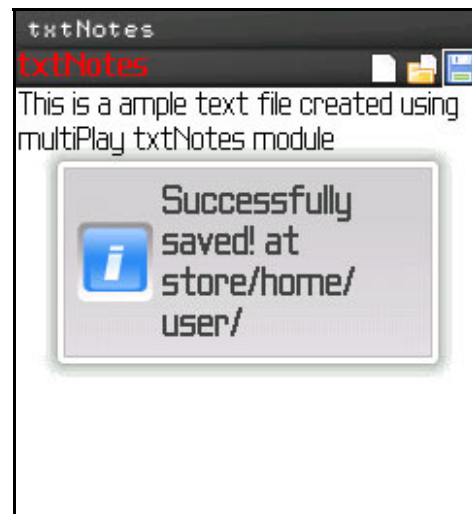 txtNotes
txtNotes
This is a ample text file created using
multiPlay txtNotes module
Successfully
saved! at
store/home/
user/